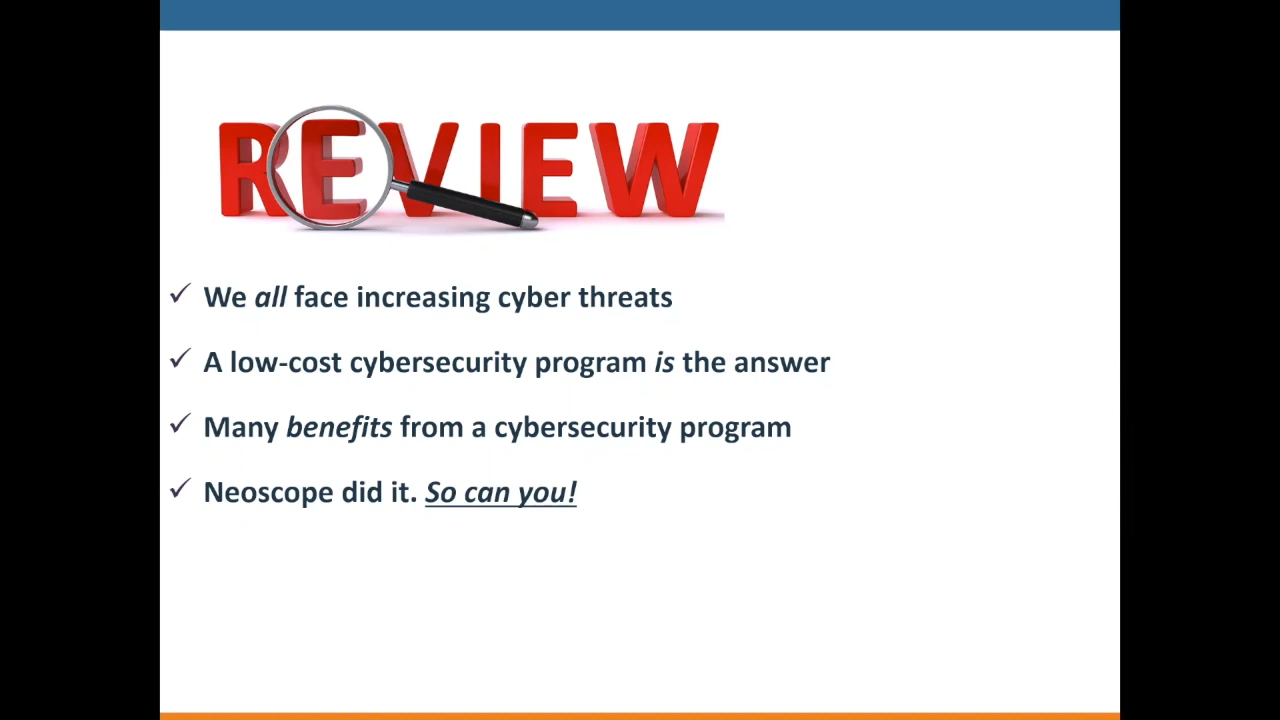 REVIEW
✓ We all face increasing cyber threats
✓ A low-cost cybersecurity program is the answer
✓ Many benefits from a cybersecurity program
✓ Neoscope did it. So can you!